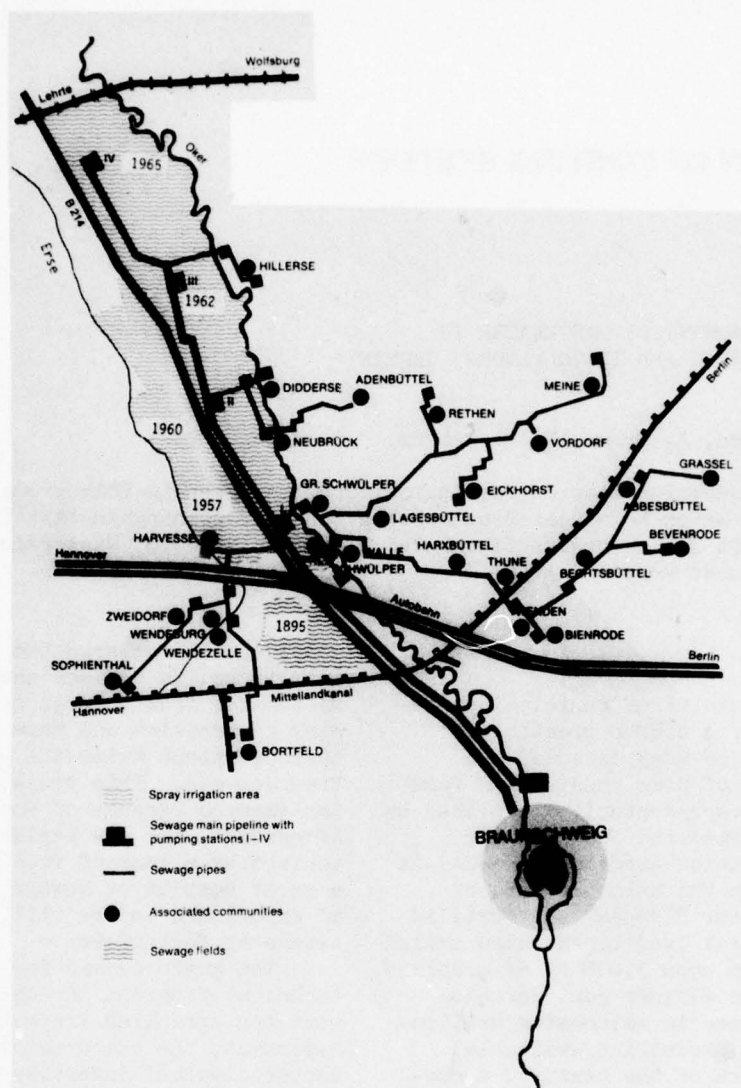 Wolfsburg
Lehrte
Oker
IV
1965
B 214
Erse
HILLERSE
III
1962
Berlin
DIDDERSE
ADENBÜTTEL
MEINE
II
RETHEN
1960
NEUBRÜCK
VORDORF
GRASSEL
GR. SCHWÜLPER
EICKHORST
ABBESBÜTTEL
1957
LAGESBÜTTEL
BEVENRODE
HARVESSE
WALLE
HARXBÜTTEL
Hannover
SCHWÜLPER
THUNE
BECHTSBÜTTEL
Autobahn
ZWEIDORF
WENDEN
WENDEBURG
1895
BIENRODE
WENDEZELLE
SOPHIENTHAL
Berlin
Mittellandkanal
Hannover
BORTFELD
Spray irrigation area
BRAUNSCHWEIG
Sewage main pipeline with
pumping stations I–IV
Sewage pipes
Associated communities
Sewage fields